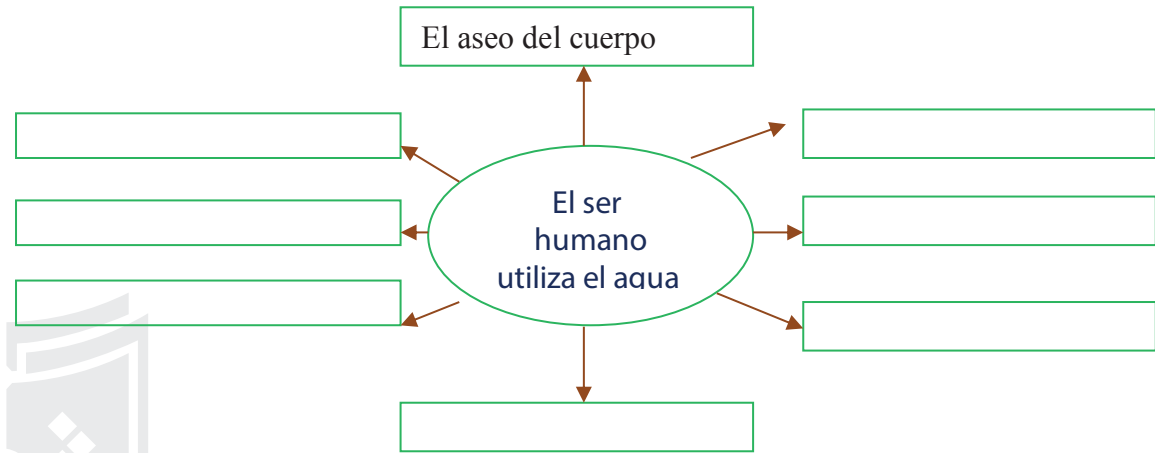 El aseo del cuerpo
El ser
humano
utiliza el agua